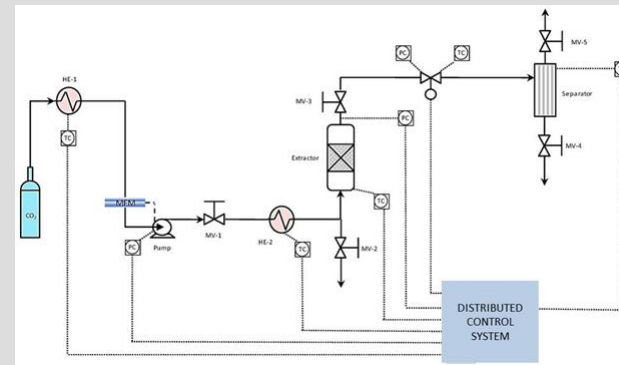 HE-1
TC
CO₂
MFM
PC
Pump
MV-1
HE-2
TC
MV-2
Extractor
MV-3
PC
TC
PC
TC
MV-5
Separator
MV-4
DISTRIBUTED
CONTROL
SYSTEM